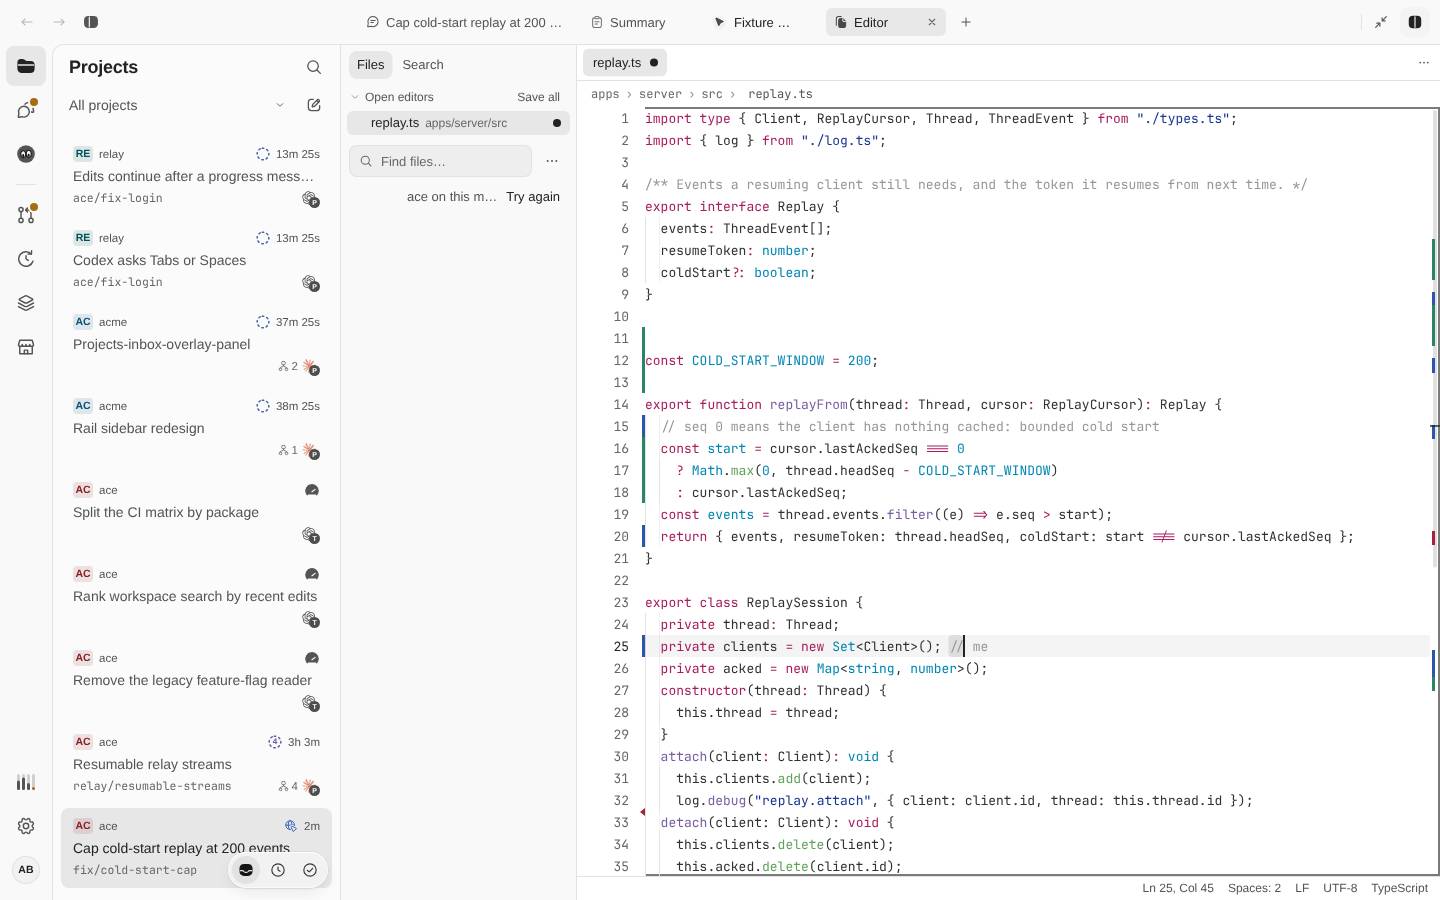 Cap cold-start replay at 200 …
Summary
Fixture …
Editor
Projects
All projects
RE relay 13m 25s
Edits continue after a progress mess…
ace/fix-login
P
RE relay 13m 25s
Codex asks Tabs or Spaces
ace/fix-login
P
AC acme 37m 25s
Projects-inbox-overlay-panel
2 P
AC acme 38m 25s
Rail sidebar redesign
1 P
AC ace
Split the CI matrix by package
T
AC ace
Rank workspace search by recent edits
T
AC ace
Remove the legacy feature-flag reader
T
AC ace 4 3h 3m
Resumable relay streams
relay/resumable-streams 4 P
AC ace 2m
Cap cold-start replay at 200 events
fix/cold-start-cap
AB
Files Search
Open editors Save all
replay.ts apps/server/src
Find files…
ace on this m… Try again
replay.ts
apps › server › src › replay.ts
1 import type { Client, ReplayCursor, Thread, ThreadEvent } from "./types.ts";
2 import { log } from "./log.ts";
3
4 /** Events a resuming client still needs, and the token it resumes from next time. */
5 export interface Replay {
6 events: ThreadEvent[];
7 resumeToken: number;
8 coldStart?: boolean;
9 }
10
11
12 const COLD_START_WINDOW = 200;
13
14 export function replayFrom(thread: Thread, cursor: ReplayCursor): Replay {
15 // seq 0 means the client has nothing cached: bounded cold start
16 const start = cursor.lastAckedSeq === 0
17 ? Math.max(0, thread.headSeq - COLD_START_WINDOW)
18 : cursor.lastAckedSeq;
19 const events = thread.events.filter((e) => e.seq > start);
20 return { events, resumeToken: thread.headSeq, coldStart: start !== cursor.lastAckedSeq };
21 }
22
23 export class ReplaySession {
24 private thread: Thread;
25 private clients = new Set<Client>(); // me
26 private acked = new Map<string, number>();
27 constructor(thread: Thread) {
28 this.thread = thread;
29 }
30 attach(client: Client): void {
31 this.clients.add(client);
32 log.debug("replay.attach", { client: client.id, thread: this.thread.id });
33 detach(client: Client): void {
34 this.clients.delete(client);
35 this.acked.delete(client.id);
Ln 25, Col 45 Spaces: 2 LF UTF-8 TypeScript